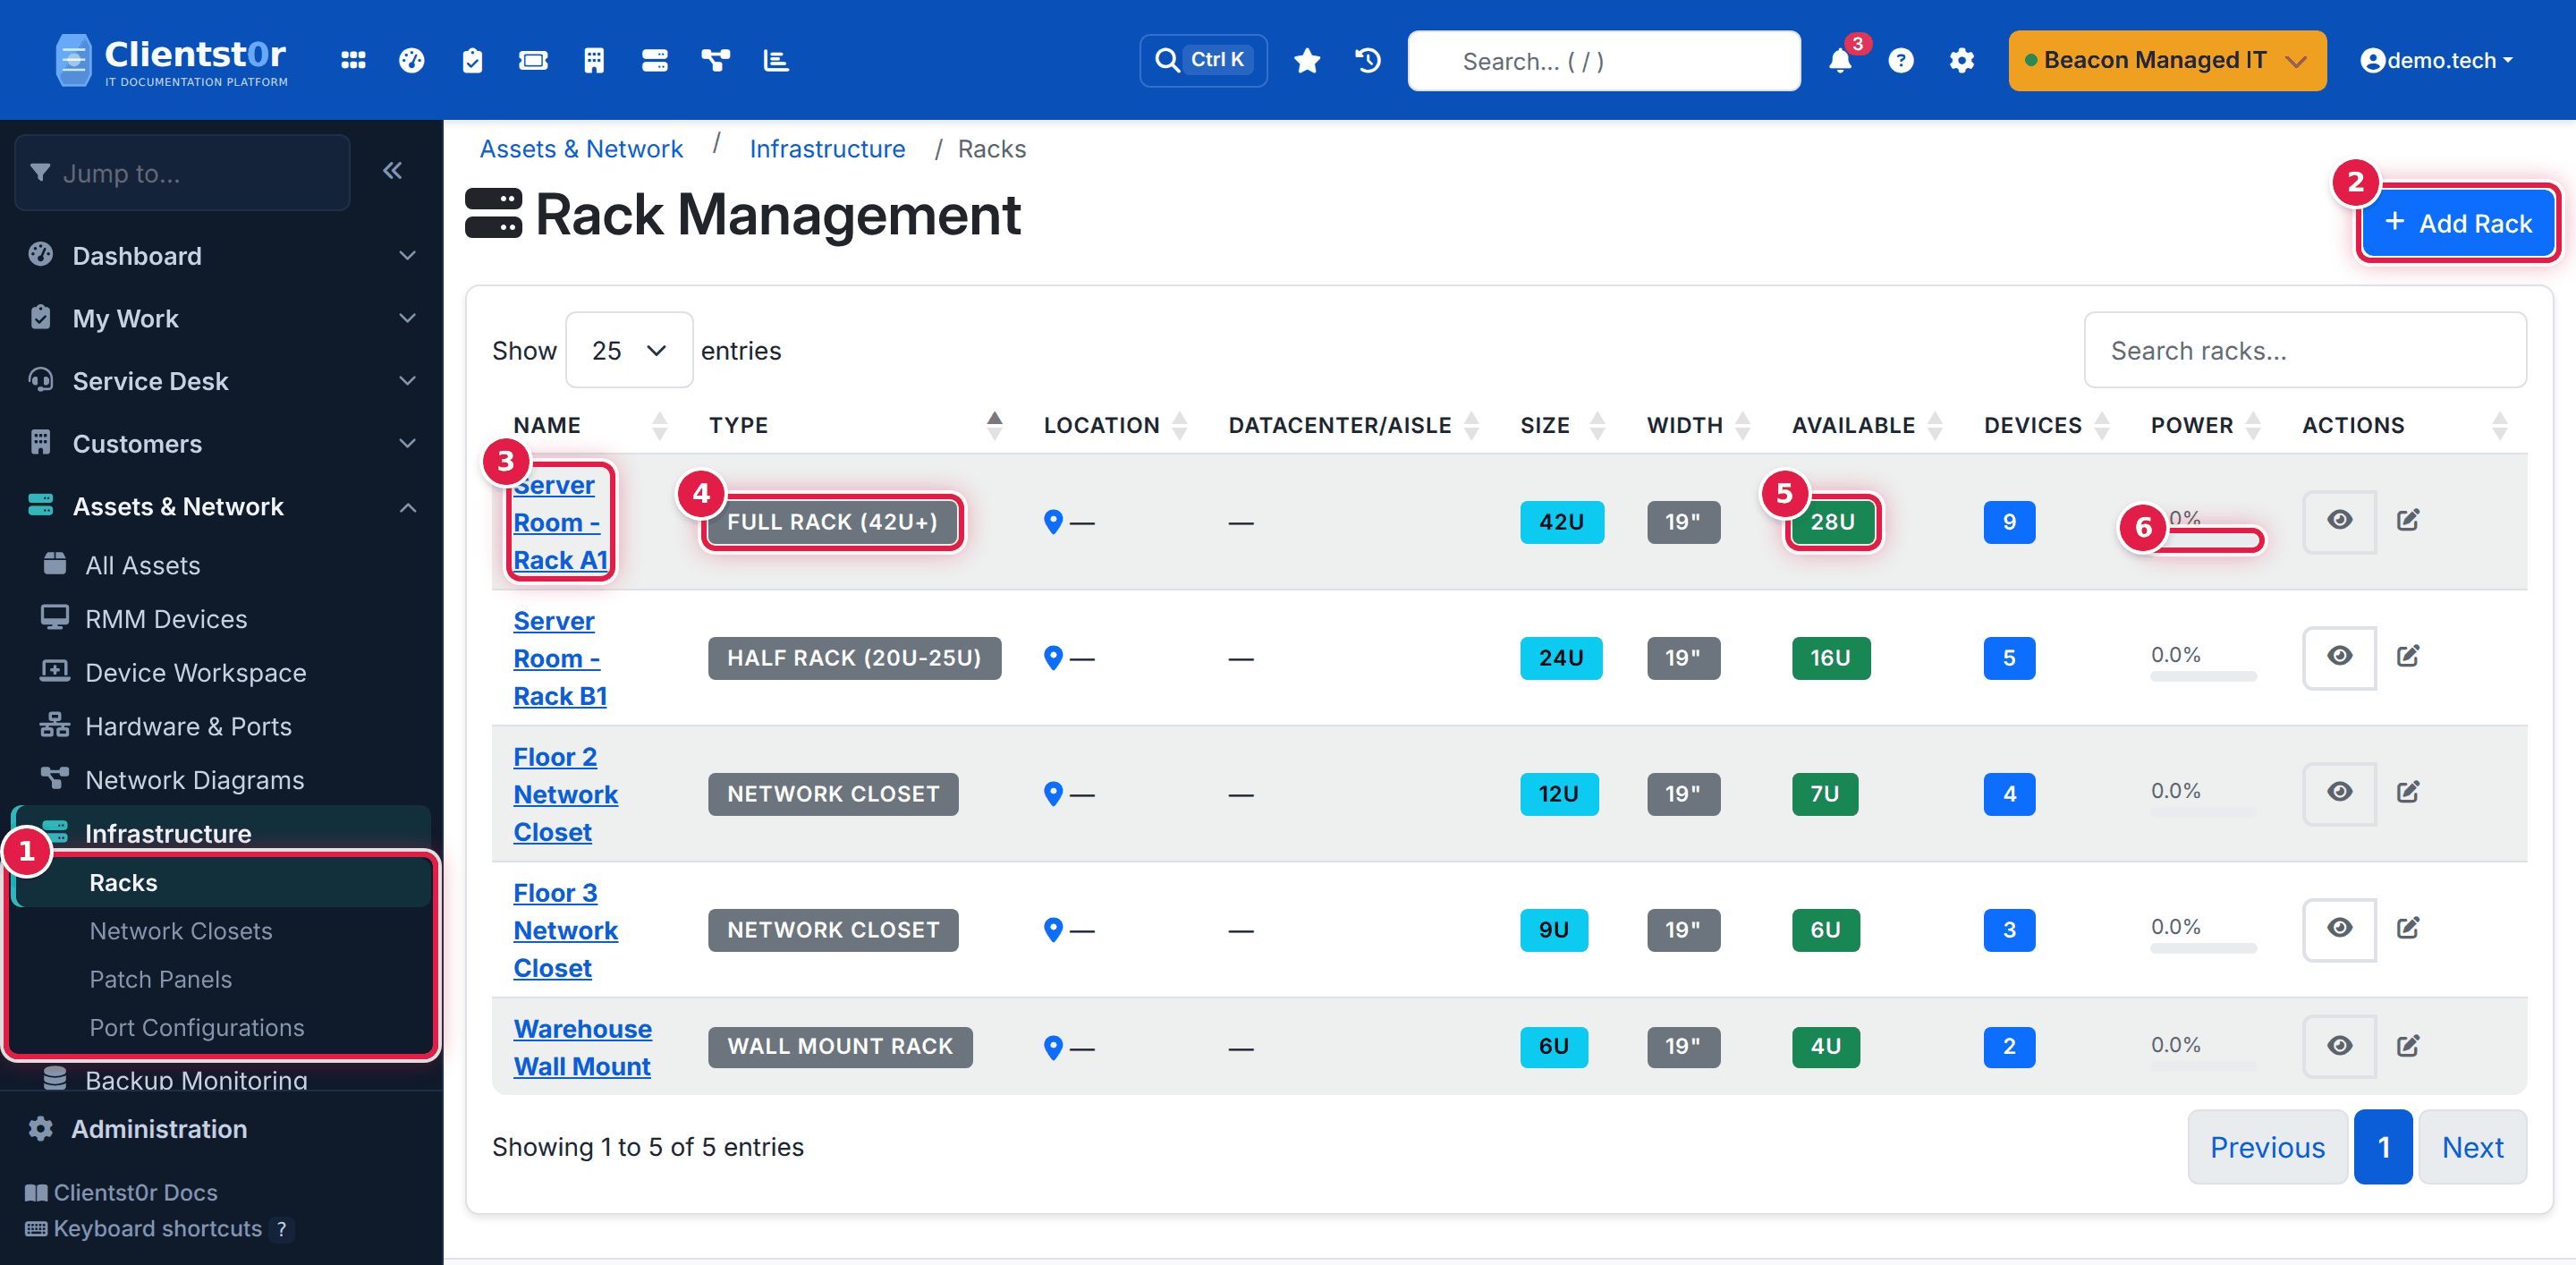 Clientst0r
IT DOCUMENTATION PLATFORM
Ctrl K
Search... ( / )
3
?
Beacon Managed IT
demo.tech
Jump to...
Dashboard
My Work
Service Desk
Customers
Assets & Network
All Assets
RMM Devices
Device Workspace
Hardware & Ports
Network Diagrams
Infrastructure
1
Racks
Network Closets
Patch Panels
Port Configurations
Backup Monitoring
Administration
Clientst0r Docs
Keyboard shortcuts ?
Assets & Network / Infrastructure / Racks
Rack Management
2
+ Add Rack
Show 25 entries
Search racks...
NAME TYPE LOCATION DATACENTER/AISLE SIZE WIDTH AVAILABLE DEVICES POWER ACTIONS
3 4 5 6
Server
Room -
Rack A1
FULL RACK (42U+) — — 42U 19" 28U 9 .0%
Server
Room -
Rack B1
HALF RACK (20U-25U) — — 24U 19" 16U 5 0.0%
Floor 2
Network
Closet
NETWORK CLOSET — — 12U 19" 7U 4 0.0%
Floor 3
Network
Closet
NETWORK CLOSET — — 9U 19" 6U 3 0.0%
Warehouse
Wall Mount
WALL MOUNT RACK — — 6U 19" 4U 2 0.0%
Showing 1 to 5 of 5 entries
Previous 1 Next